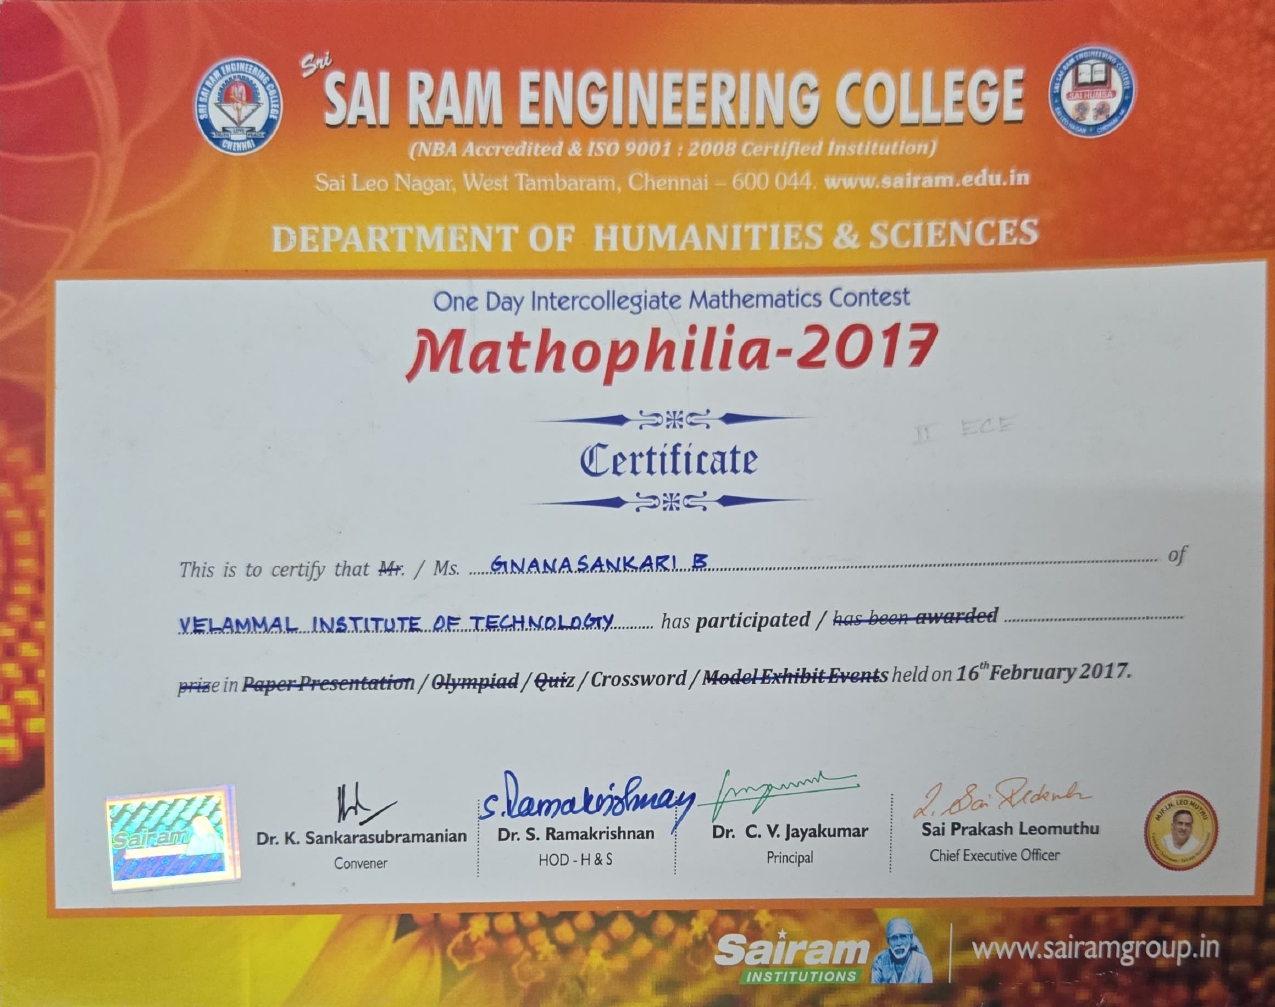 Sri
SAI RAM ENGINEERING COLLEGE
(NBA Accredited & ISO 9001 : 2008 Certified Institution)
Sai Leo Nagar, West Tambaram, Chennai – 600 044. www.sairam.edu.in
DEPARTMENT OF HUMANITIES & SCIENCES
One Day Intercollegiate Mathematics Contest
Mathophilia-2017
II ECE
Certificate
This is to certify that Mr. / Ms. GNANASANKARI B of
VELAMMAL INSTITUTE OF TECHNOLOGY has participated / has been awarded
prize in Paper Presentation / Olympiad / Quiz / Crossword / Model Exhibit Events held on 16th February 2017.
Sairam
S. Ramakrishnan
Dr. K. Sankarasubramanian
Convener
Dr. S. Ramakrishnan
HOD - H & S
Dr. C. V. Jayakumar
Principal
Sai Prakash Leomuthu
Chief Executive Officer
Sairam
INSTITUTIONS
www.sairamgroup.in